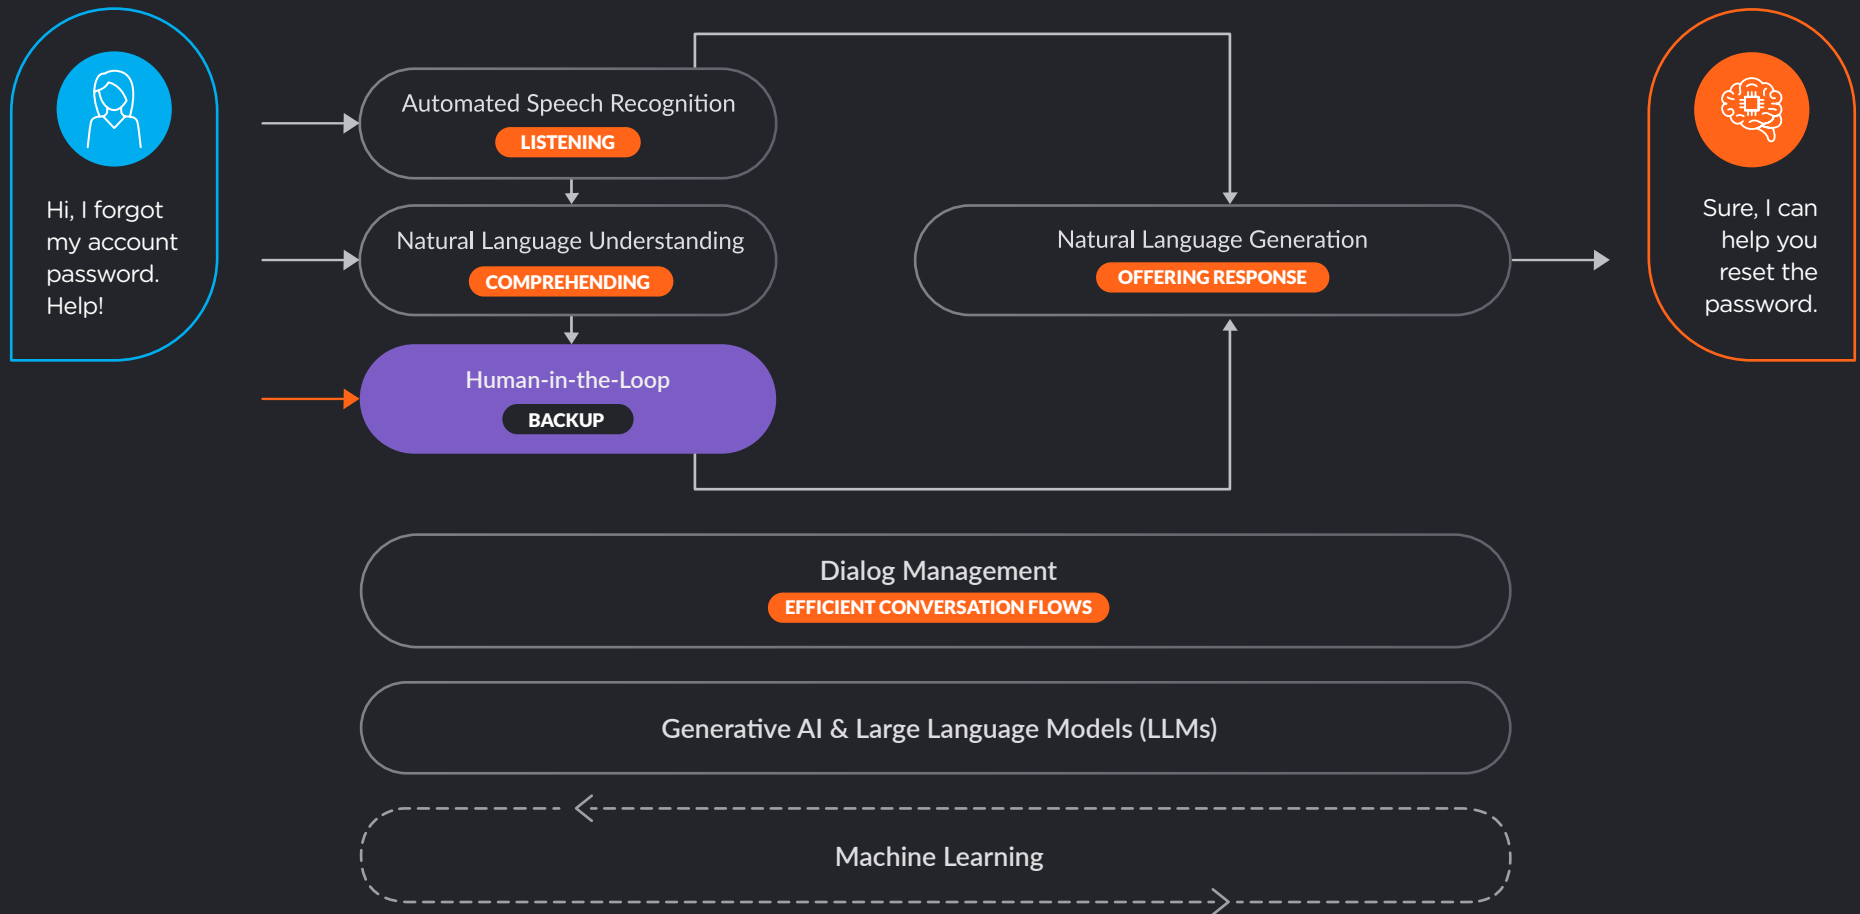 Hi, I forgot
my account
password.
Help!
Automated Speech Recognition
LISTENING
Natural Language Understanding
COMPREHENDING
Human-in-the-Loop
BACKUP
Natural Language Generation
OFFERING RESPONSE
Sure, I can
help you
reset the
password.
Dialog Management
EFFICIENT CONVERSATION FLOWS
Generative AI & Large Language Models (LLMs)
Machine Learning